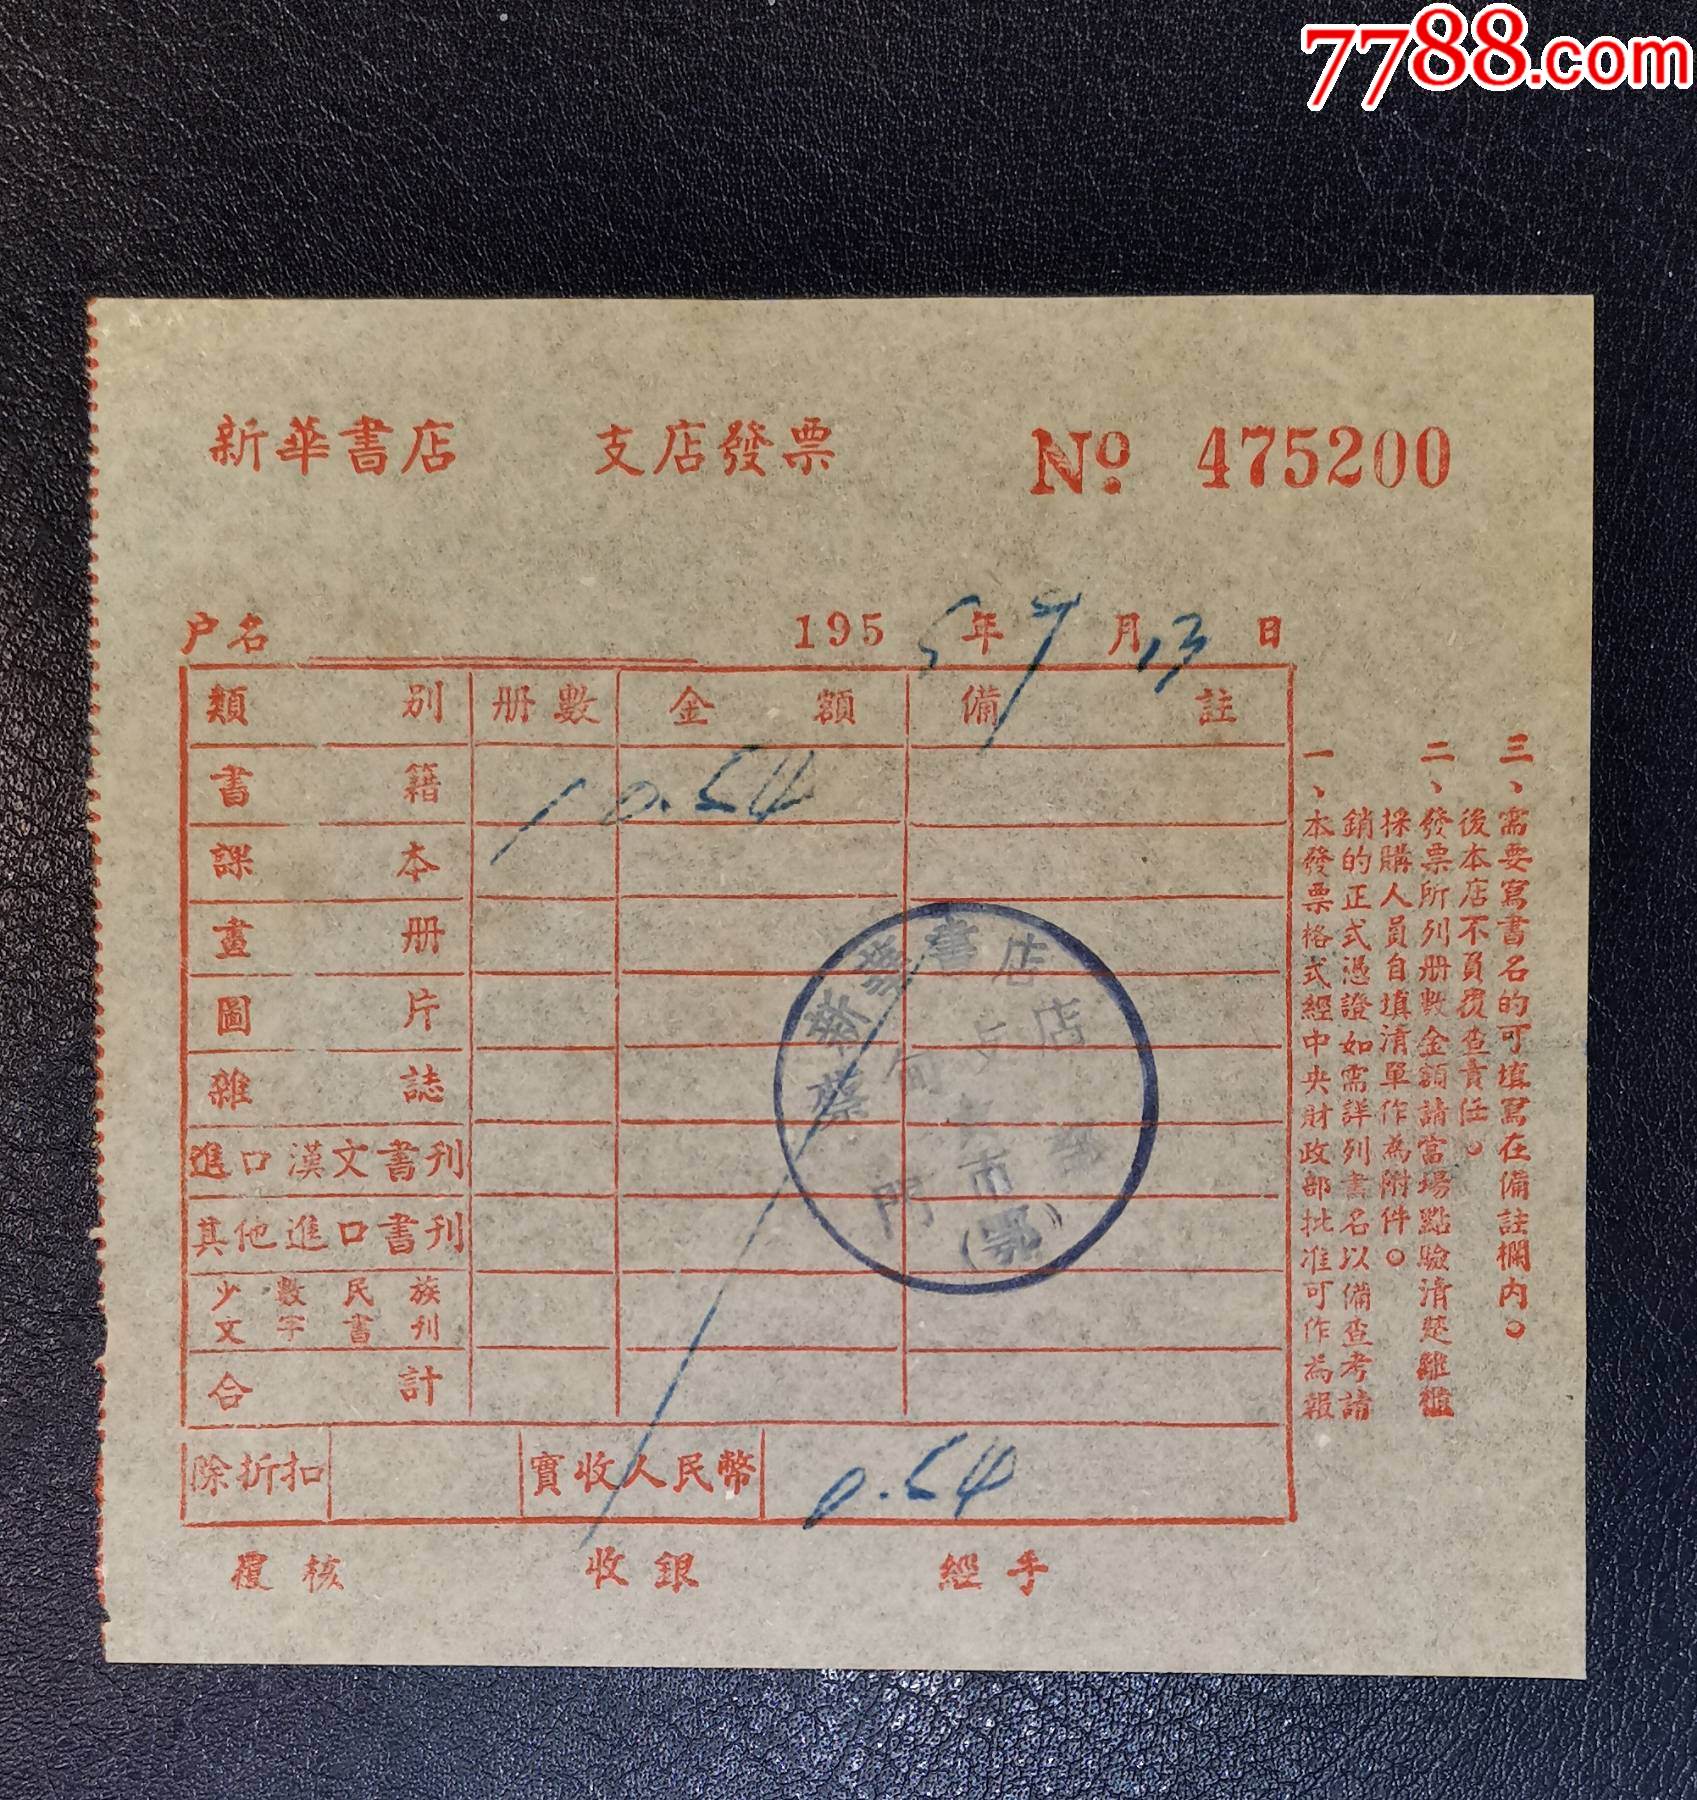 7788.com
新華書店 支店發票 No. 475200
户名 1955年7月13日
類別 册數 金額 備註
書籍 1 0.54
課本
畫册
圖片
雜誌
進口漢文書刊
其他進口書刊
少數民族
文字書刊
合計
除折扣 實收人民幣 0.54
覆核 收銀 經手
一、本發票格式經中央財政部批准可作為報
銷的正式憑證如需詳列書名以備查考請
採購人員自填清單作為附件。
二、發票所列册數金額請當場點驗清楚離櫃
後本店不負覆查責任。
三、需要寫書名的可填寫在備註欄内。
新華書店
蔡甸支店
門市部
(鄂)